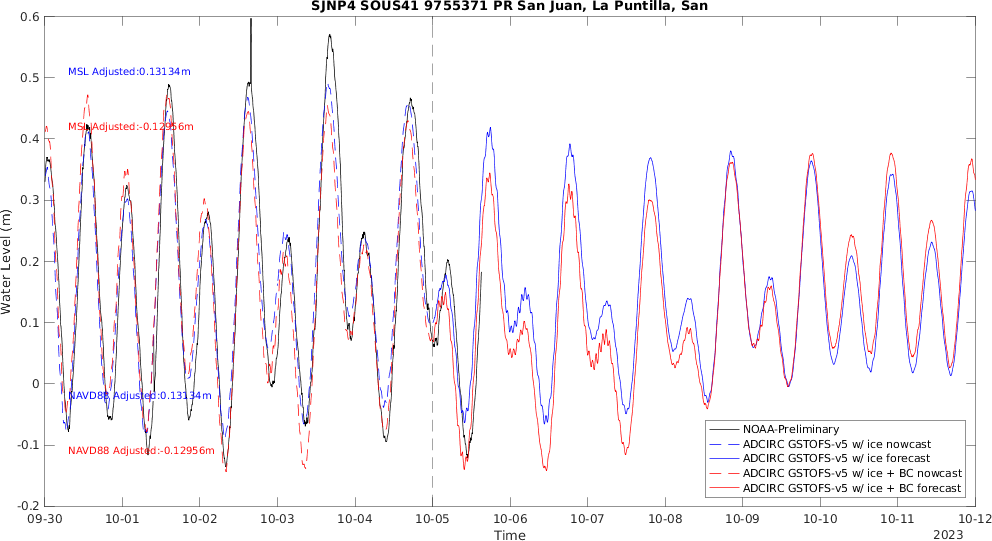 SJNP4 SOUS41 9755371 PR San Juan, La Puntilla, San
0.6
0.5
0.4
0.3
0.2
0.1
0
-0.1
-0.2
Water Level (m)
MSL Adjusted:0.13134m
MSL Adjusted:-0.12956m
NAVD88 Adjusted:0.13134m
NAVD88 Adjusted:-0.12956m
NOAA-Preliminary
ADCIRC GSTOFS-v5 w/ ice nowcast
ADCIRC GSTOFS-v5 w/ ice forecast
ADCIRC GSTOFS-v5 w/ ice + BC nowcast
ADCIRC GSTOFS-v5 w/ ice + BC forecast
09-30 10-01 10-02 10-03 10-04 10-05 10-06 10-07 10-08 10-09 10-10 10-11 10-12
Time
2023